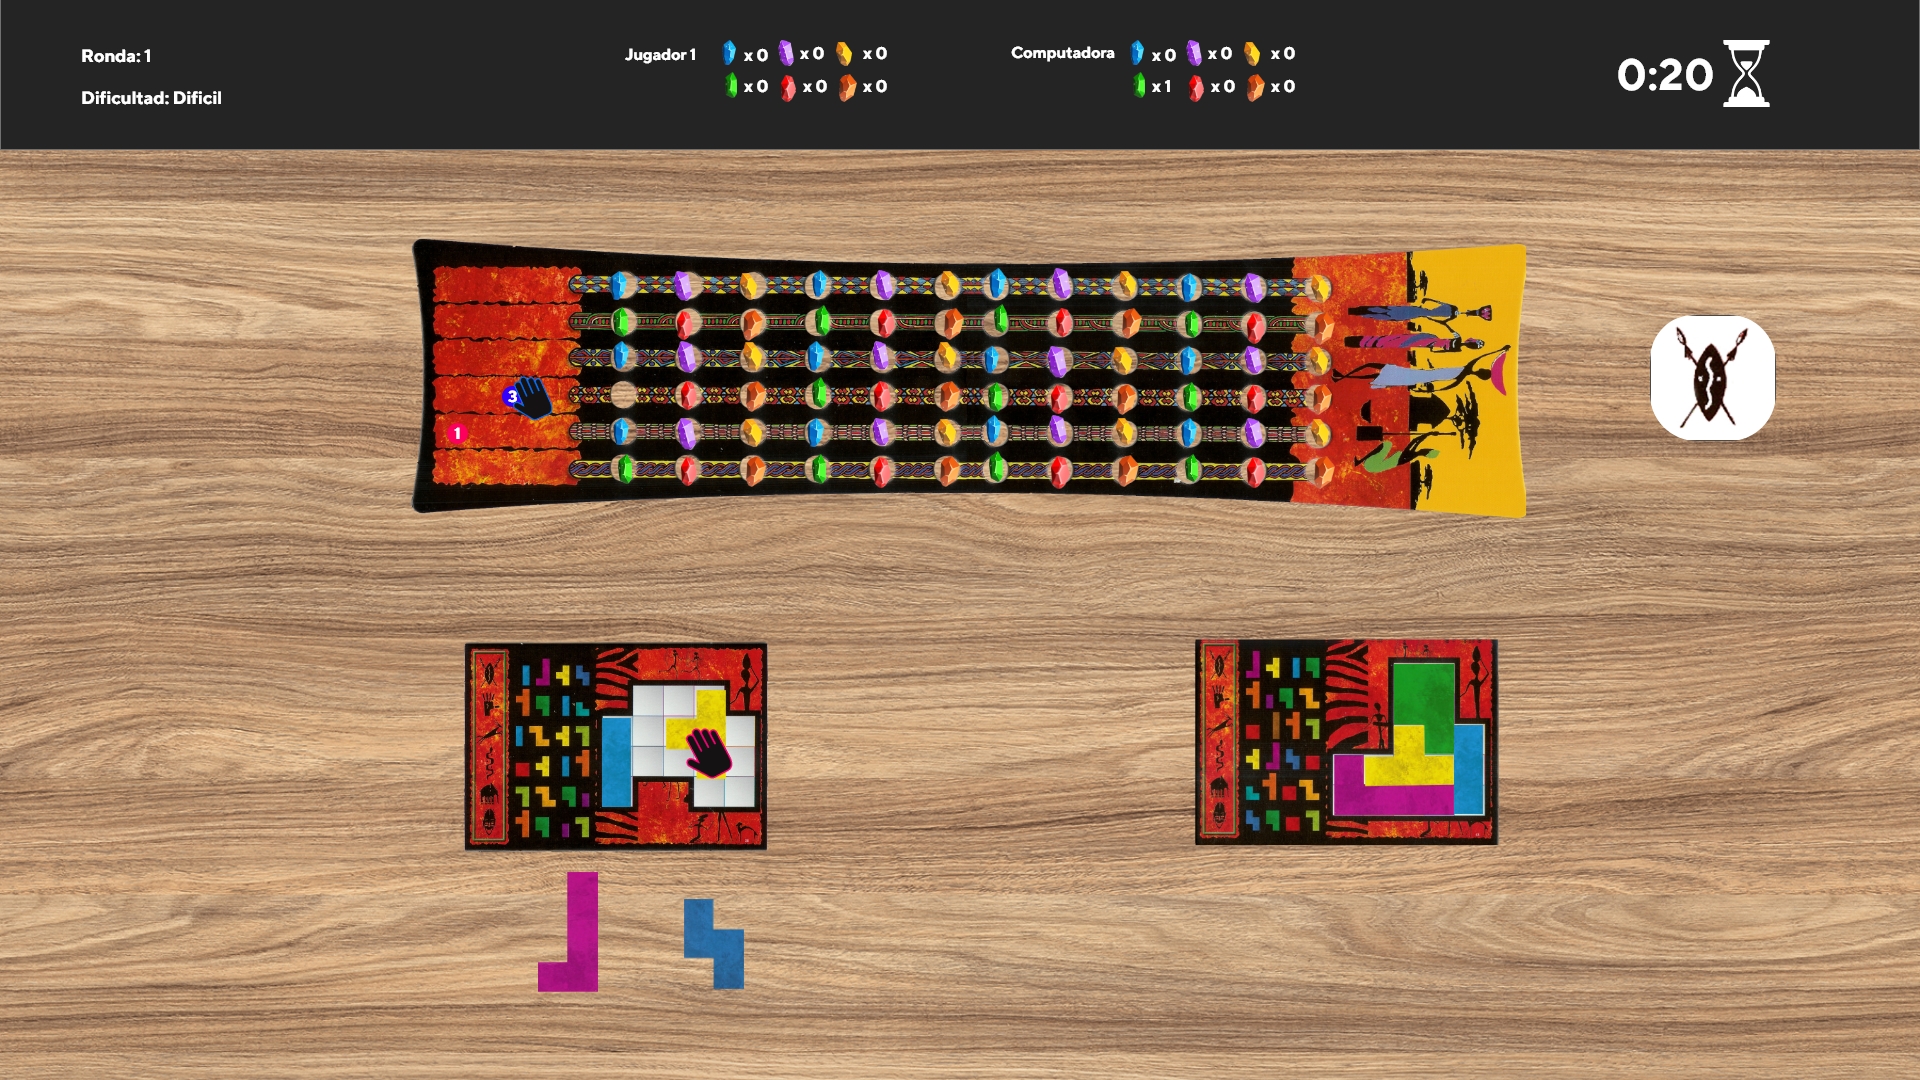 Ronda: 1
Dificultad: Dificil
Jugador 1 x 0 x 0 x 0
x 0 x 0 x 0
Computadora x 0 x 0 x 0
x 1 x 0 x 0
0:20
3
1